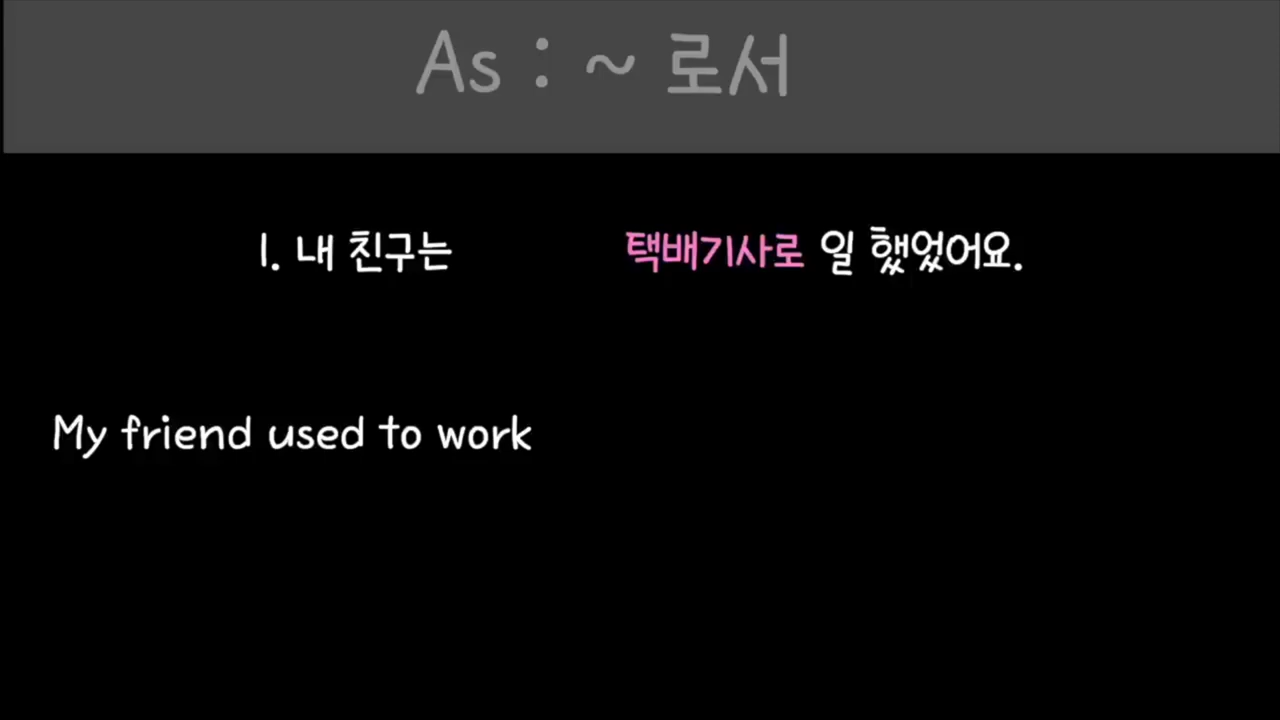 As : ~ 로서
1. 내 친구는 택배기사로 일 했었어요.
My friend used to work